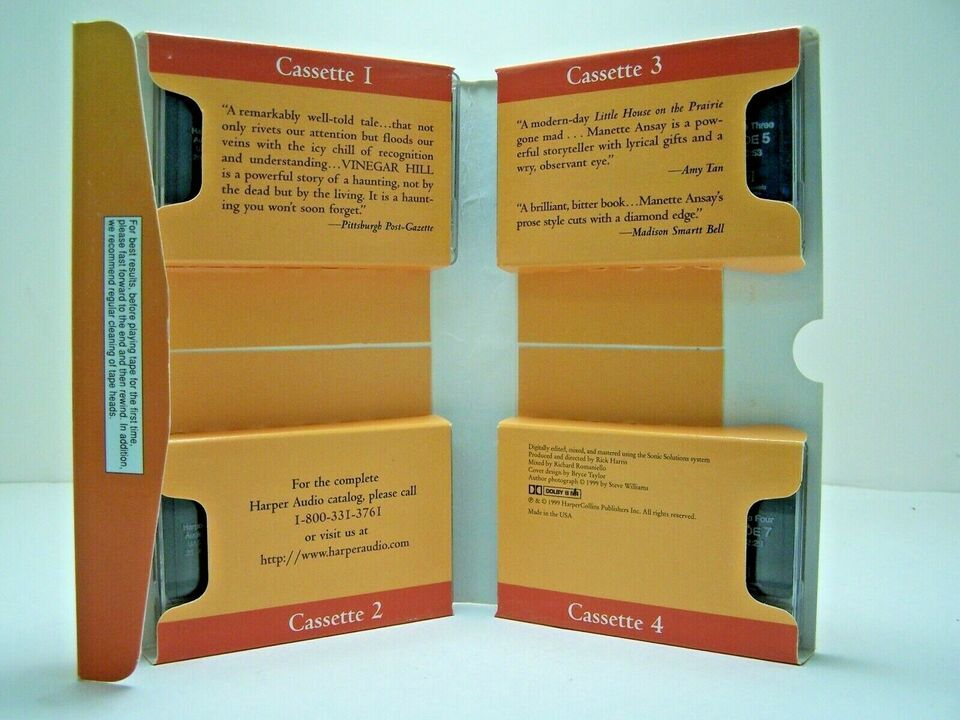 Cassette 1
"A remarkably well-told tale...that not
only rivets our attention but floods our
veins with the icy chill of recognition
and understanding...VINEGAR HILL
is a powerful story of a haunting, not by
the dead but by the living. It is a haunt-
ing you won't soon forget."
—Pittsburgh Post-Gazette
Cassette 3
"A modern-day Little House on the Prairie
gone mad . . . Manette Ansay is a pow-
erful storyteller with lyrical gifts and a
wry, observant eye."
—Amy Tan
"A brilliant, bitter book...Manette Ansay's
prose style cuts with a diamond edge."
—Madison Smartt Bell
Three
DE 5
For best results, before playing tape for the first time,
please fast forward to the end and then rewind. In addition,
we recommend regular cleaning of tape heads.
For the complete
Harper Audio catalog, please call
1-800-331-3761
or visit us at
http://www.harperaudio.com
Cassette 2
Digitally edited, mixed, and mastered using the Sonic Solutions system
Produced and directed by Rick Harris
Mixed by Richard Romaniello
Cover design by Bryce Taylor
Author photograph © 1999 by Steve Williams
DOLBY B NR
℗ & © 1999 HarperCollins Publishers Inc. All rights reserved.
Made in the USA
Four
DE 7
Cassette 4